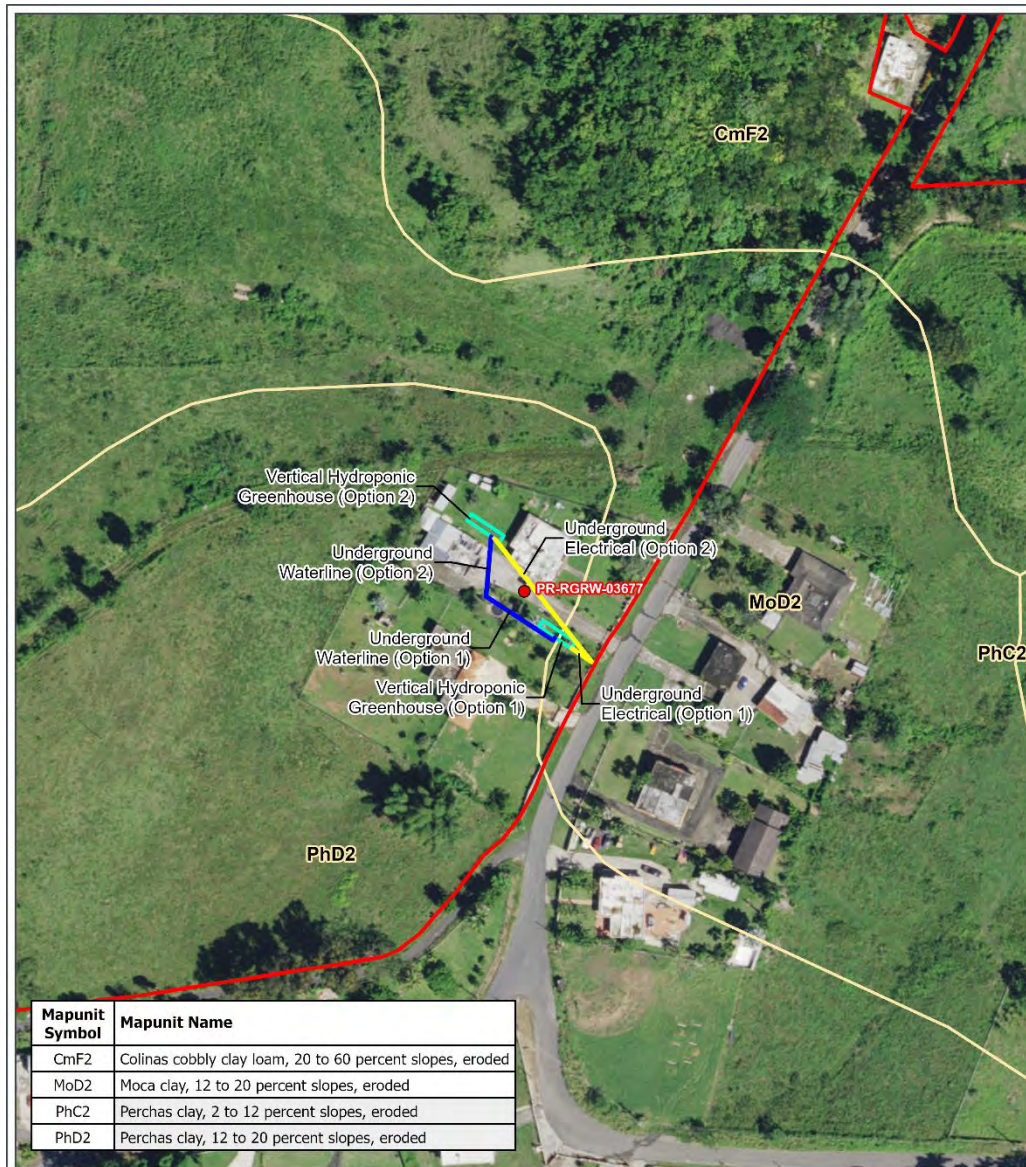 CmF2
Vertical Hydroponic
Greenhouse (Option 2)
Underground
Electrical (Option 2)
Underground
Waterline (Option 2)
PR-RGRW-03677
MoD2
Underground
Waterline (Option 1)
PhC2
Vertical Hydroponic
Greenhouse (Option 1)
Underground
Electrical (Option 1)
PhD2
Mapunit Symbol Mapunit Name
CmF2 Colinas cobbly clay loam, 20 to 60 percent slopes, eroded
MoD2 Moca clay, 12 to 20 percent slopes, eroded
PhC2 Perchas clay, 2 to 12 percent slopes, eroded
PhD2 Perchas clay, 12 to 20 percent slopes, eroded